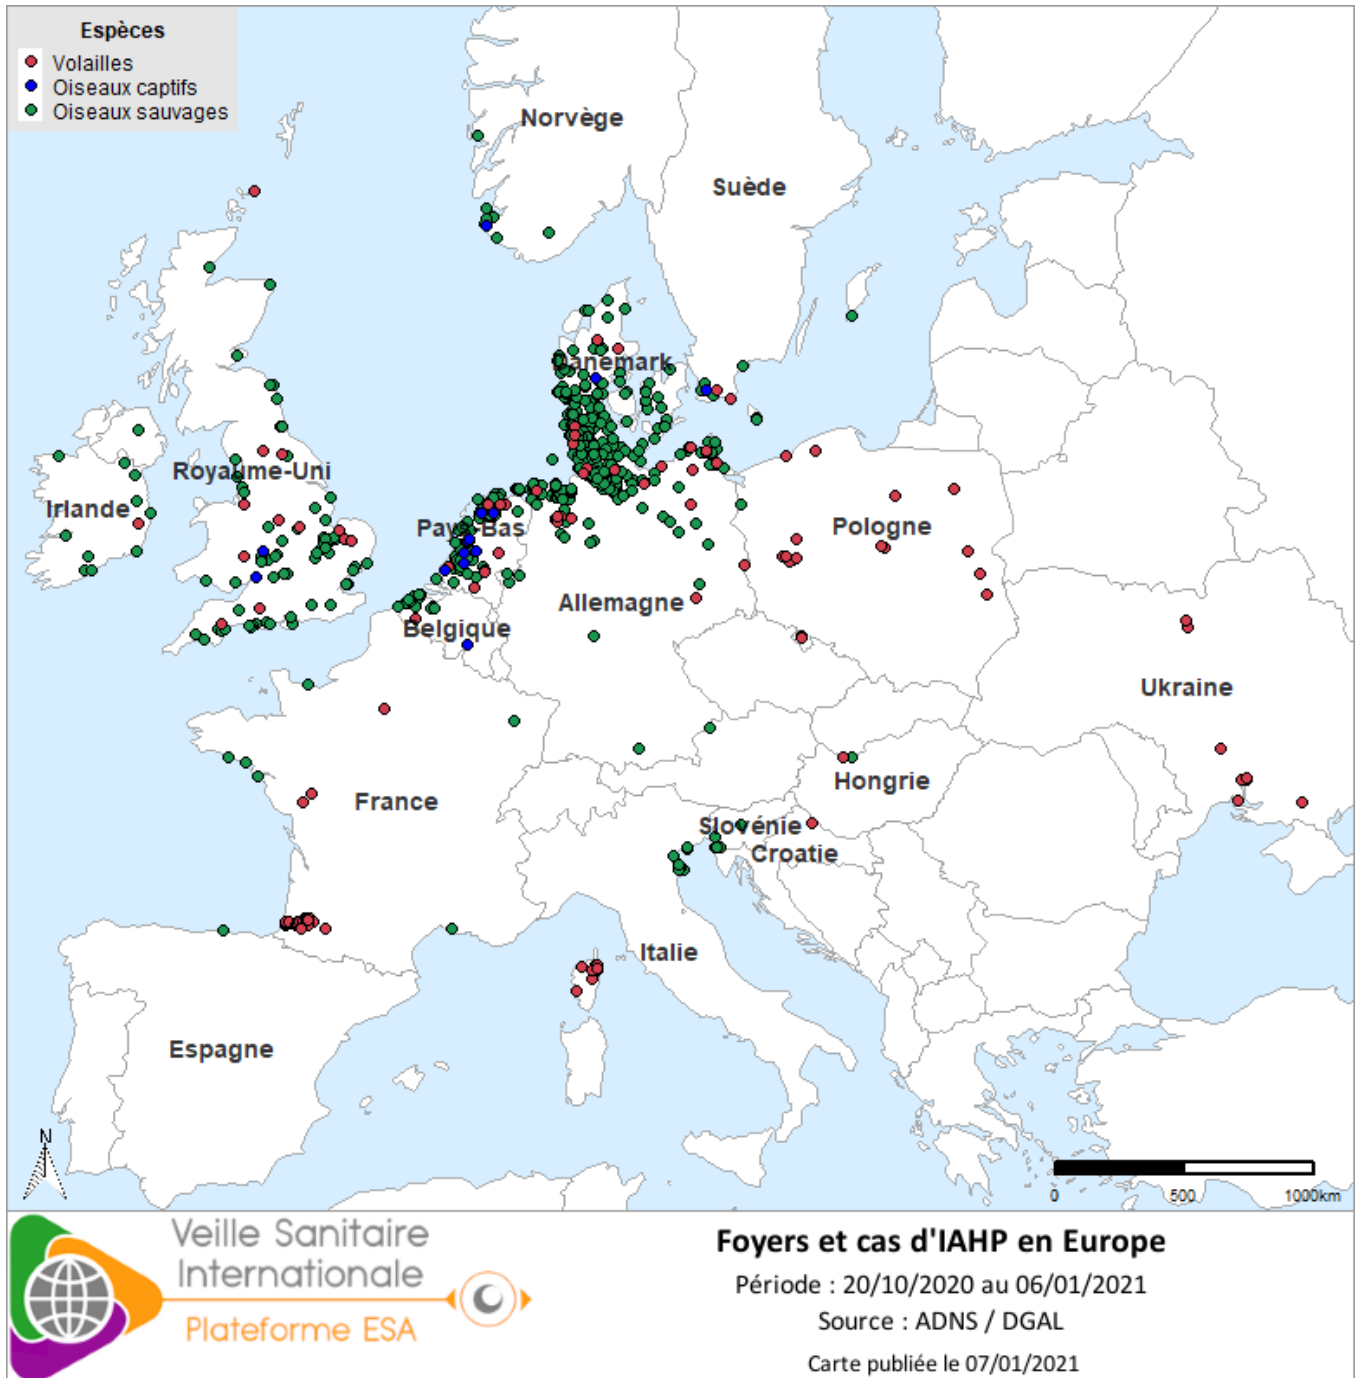 Espèces
Volailles
Oiseaux captifs
Oiseaux sauvages
Norvège
Suède
Danemark
Royaume-Uni
Irlande
Pays-Bas
Pologne
Allemagne
Belgique
Ukraine
Hongrie
France
Slovénie
Croatie
Italie
Espagne
N
0 500 1000km
Veille Sanitaire
Internationale
Plateforme ESA
Foyers et cas d'IAHP en Europe
Période : 20/10/2020 au 06/01/2021
Source : ADNS / DGAL
Carte publiée le 07/01/2021